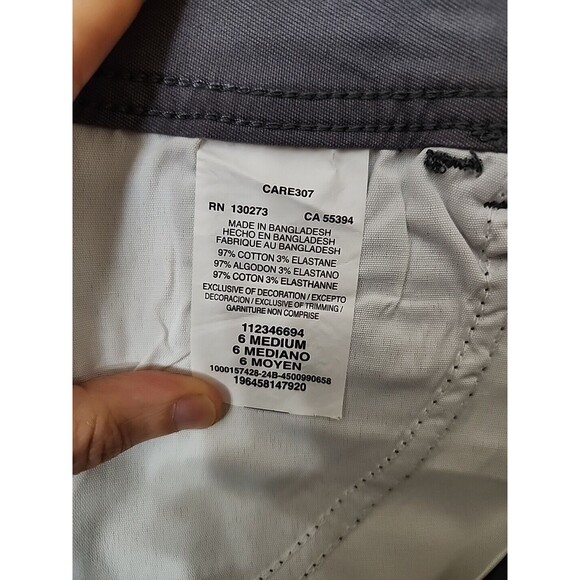 CARE307
RN 130273 CA 55394
MADE IN BANGLADESH
HECHO EN BANGLADESH
FABRIQUE AU BANGLADESH
97% COTTON 3% ELASTANE
97% ALGODON 3% ELASTANO
97% COTON 3% ELASTHANNE
EXCLUSIVE OF DECORATION / EXCEPTO
DECORACION / EXCLUSIVE OF TRIMMING /
GARNITURE NON COMPRISE
112346694
6 MEDIUM
6 MEDIANO
6 MOYEN
1000157428-24B-4500990658
196458147920